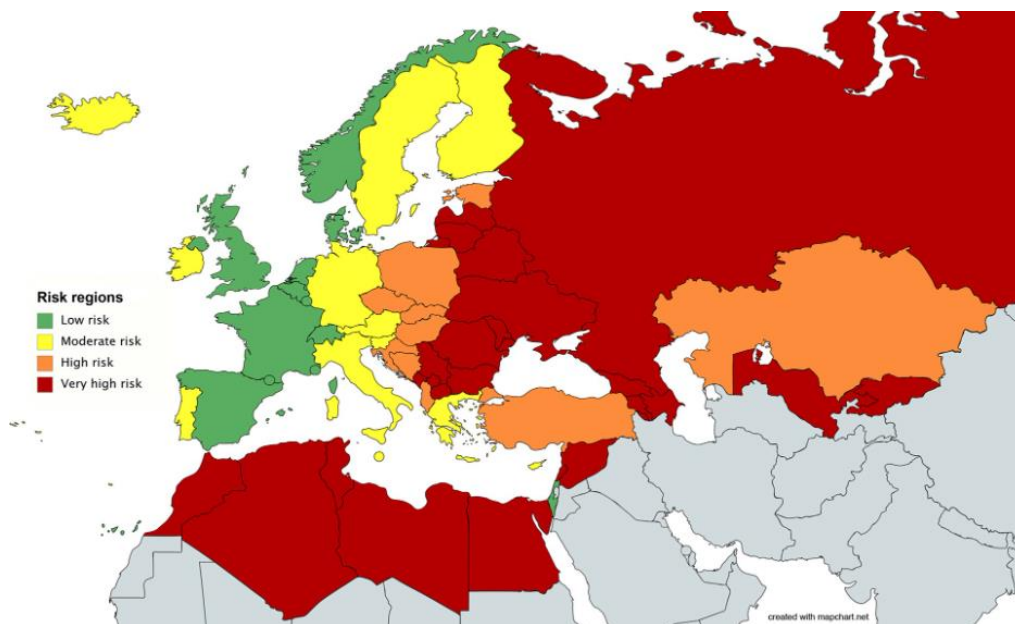 Risk regions
Low risk
Moderate risk
High risk
Very high risk
created with mapchart.net